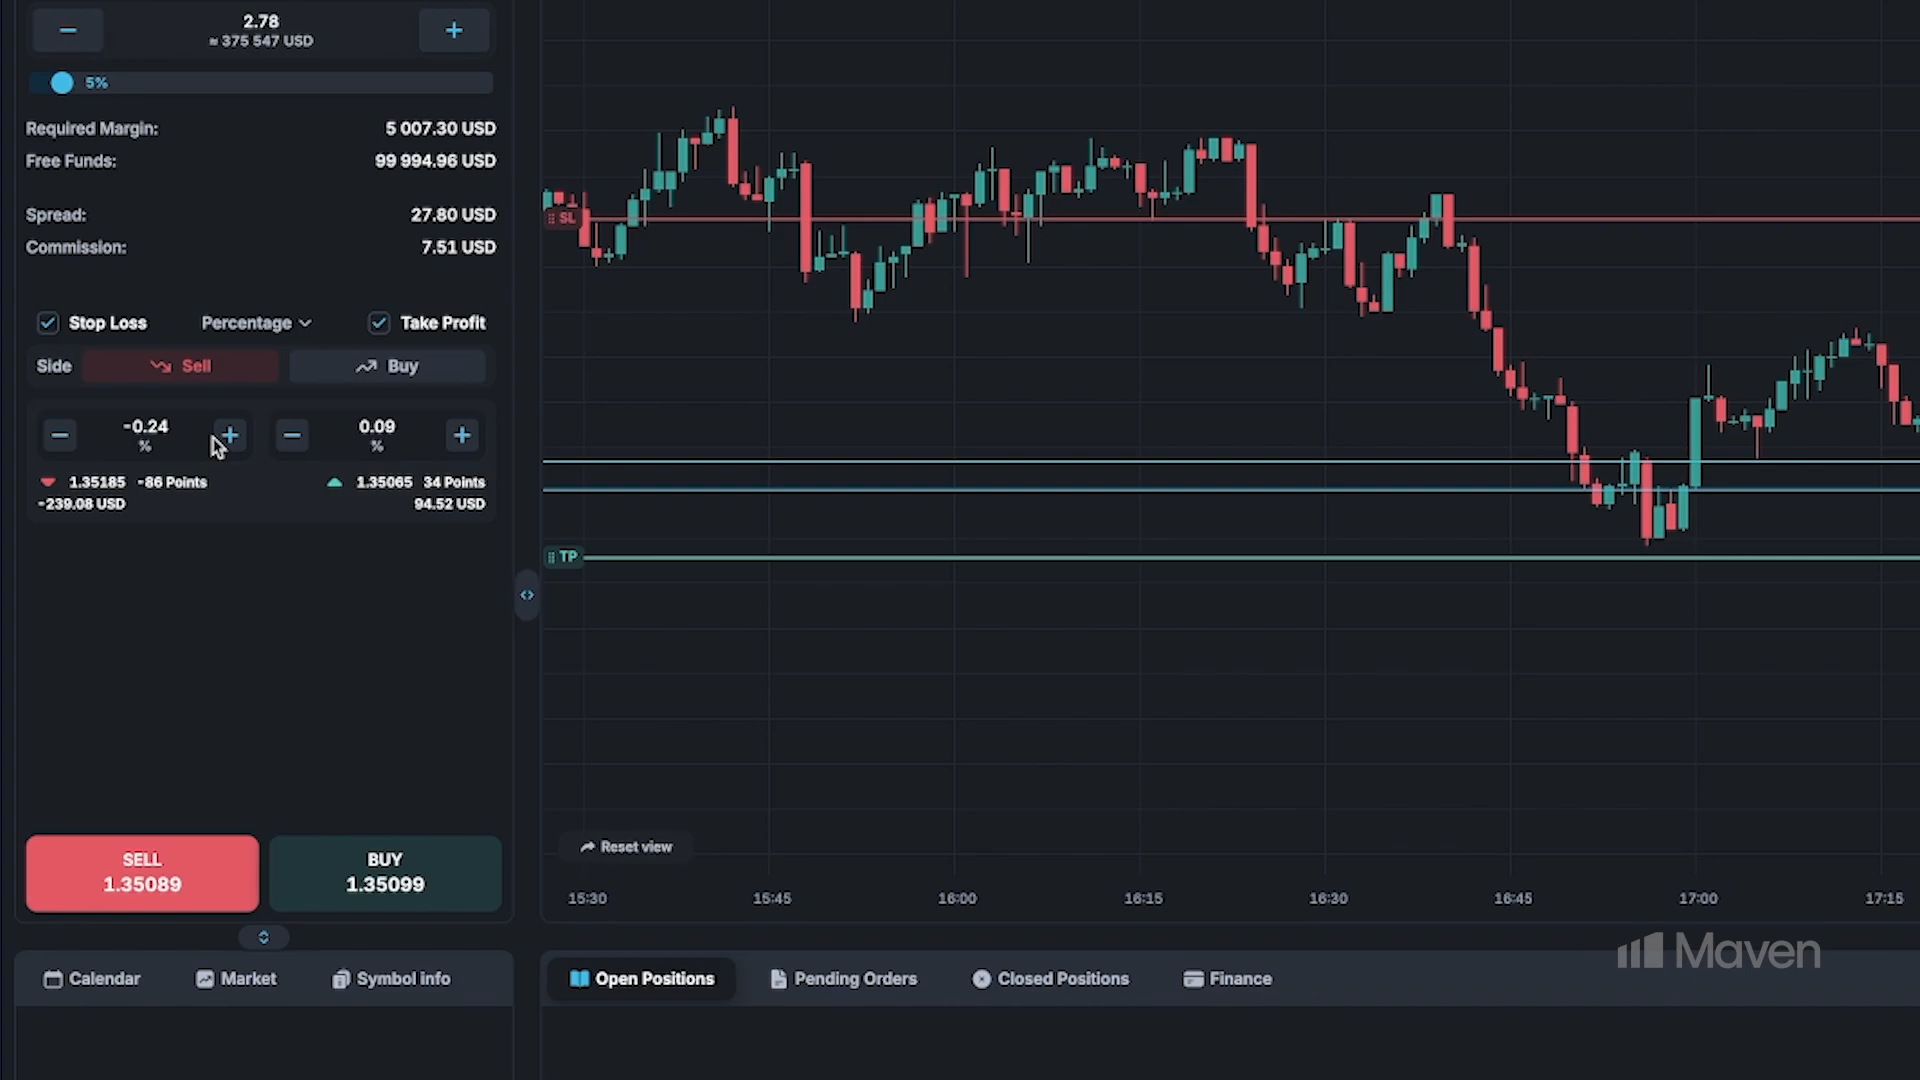 2.78
≈ 375 547 USD
5%
Required Margin: 5 007.30 USD
Free Funds: 99 994.96 USD
Spread: 27.80 USD
Commission: 7.51 USD
Stop Loss Percentage Take Profit
Side Sell Buy
-0.24 0.09
% %
1.35185 -86 Points 1.35065 34 Points
-239.08 USD 94.52 USD
SELL BUY
1.35089 1.35099
SL
TP
Reset view
15:30 15:45 16:00 16:15 16:30 16:45 17:00 17:15
Maven
Calendar Market Symbol info
Open Positions Pending Orders Closed Positions Finance